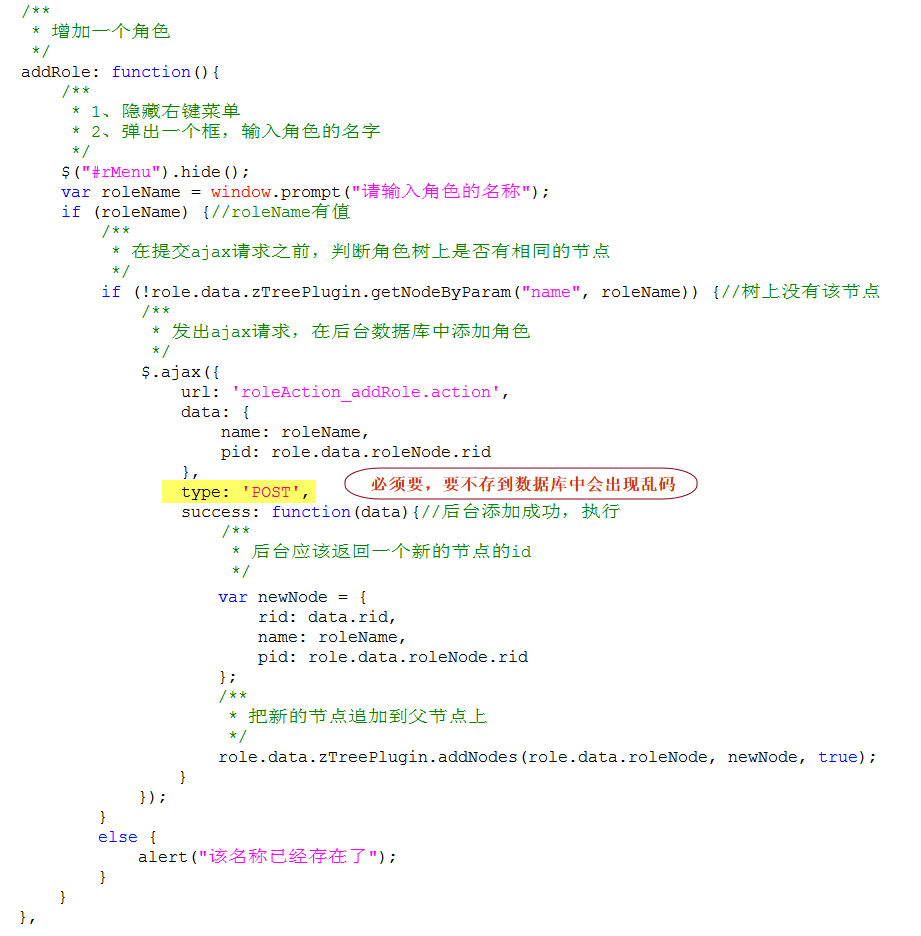 /**
 * 增加一个角色
 */
addRole: function(){
    /**
     * 1、隐藏右键菜单
     * 2、弹出一个框，输入角色的名字
     */
    $("#rMenu").hide();
    var roleName = window.prompt("请输入角色的名称");
    if (roleName) {//roleName有值
        /**
         * 在提交ajax请求之前，判断角色树上是否有相同的节点
         */
        if (!role.data.zTreePlugin.getNodeByParam("name", roleName)) {//树上没有该节点
            /**
             * 发出ajax请求，在后台数据库中添加角色
             */
            $.ajax({
                url: 'roleAction_addRole.action',
                data: {
                    name: roleName,
                    pid: role.data.roleNode.rid
                },
                type: 'POST', 必须要，要不存到数据库中会出现乱码
                success: function(data){//后台添加成功，执行
                    /**
                     * 后台应该返回一个新的节点的id
                     */
                    var newNode = {
                        rid: data.rid,
                        name: roleName,
                        pid: role.data.roleNode.rid
                    };
                    /**
                     * 把新的节点追加到父节点上
                     */
                    role.data.zTreePlugin.addNodes(role.data.roleNode, newNode, true);
                }
            });
        }
        else {
            alert("该名称已经存在了");
        }
    }
},